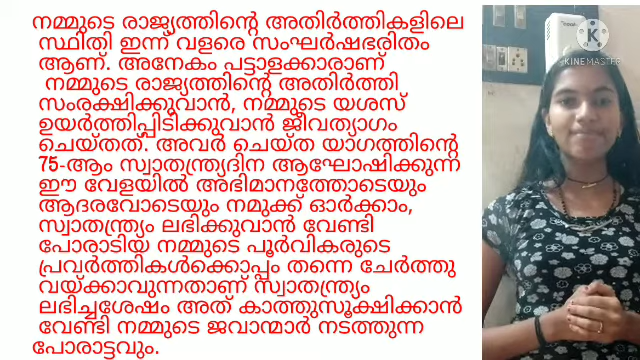 നമ്മുടെ രാജ്യത്തിന്റെ അതിർത്തികളിലെ
സ്ഥിതി ഇന്ന് വളരെ സംഘർഷഭരിതം
ആണ്. അനേകം പട്ടാളക്കാരാണ്
നമ്മുടെ രാജ്യത്തിന്റെ അതിർത്തി
സംരക്ഷിക്കുവാൻ, നമ്മുടെ യശസ്
ഉയർത്തിപ്പിടിക്കുവാൻ ജീവത്യാഗം
ചെയ്തത്. അവർ ചെയ്ത യാഗത്തിന്റെ
75-ആം സ്വാതന്ത്ര്യദിന ആഘോഷിക്കുന്ന
ഈ വേളയിൽ അഭിമാനത്തോടെയും
ആദരവോടെയും നമുക്ക് ഓർക്കാം,
സ്വാതന്ത്ര്യം ലഭിക്കുവാൻ വേണ്ടി
പോരാടിയ നമ്മുടെ പൂർവികരുടെ
പ്രവർത്തികൾക്കൊപ്പം തന്നെ ചേർത്തു
വയ്ക്കാവുന്നതാണ് സ്വാതന്ത്ര്യം
ലഭിച്ചശേഷം അത് കാത്തുസൂക്ഷിക്കാൻ
വേണ്ടി നമ്മുടെ ജവാന്മാർ നടത്തുന്ന
പോരാട്ടവും.
K
KINEMASTER